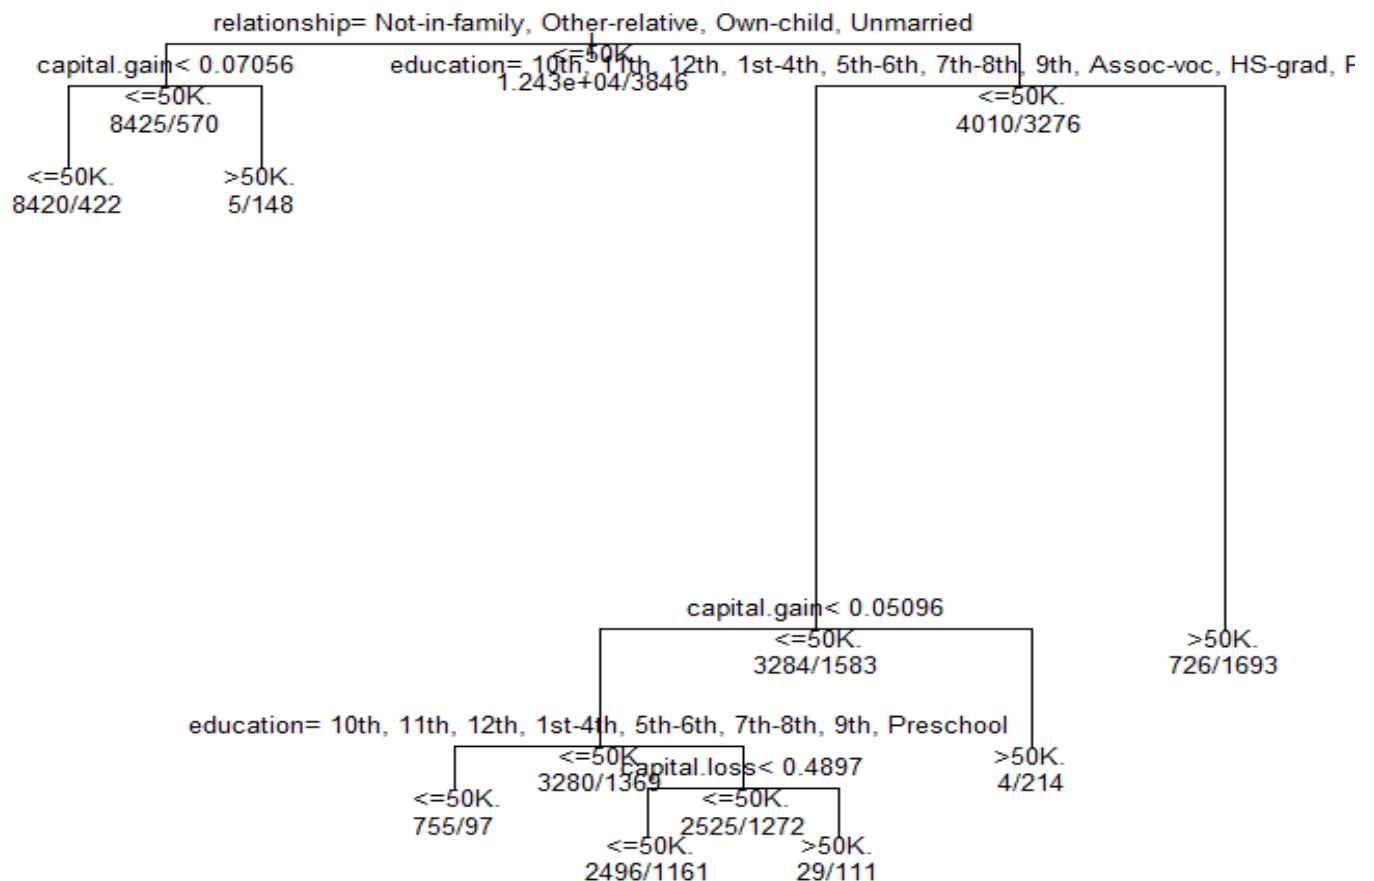 relationship= Not-in-family, Other-relative, Own-child, Unmarried
<=50K.
1.243e+04/3846
capital.gain< 0.07056
<=50K.
8425/570
<=50K.
8420/422
>50K.
5/148
education= 10th, 11th, 12th, 1st-4th, 5th-6th, 7th-8th, 9th, Assoc-voc, HS-grad,
<=50K.
4010/3276
capital.gain< 0.05096
<=50K.
3284/1583
>50K.
726/1693
education= 10th, 11th, 12th, 1st-4th, 5th-6th, 7th-8th, 9th, Preschool
<=50K.
3280/1369
>50K.
4/214
<=50K.
755/97
capital.loss< 0.4897
<=50K.
2525/1272
<=50K.
2496/1161
>50K.
29/111